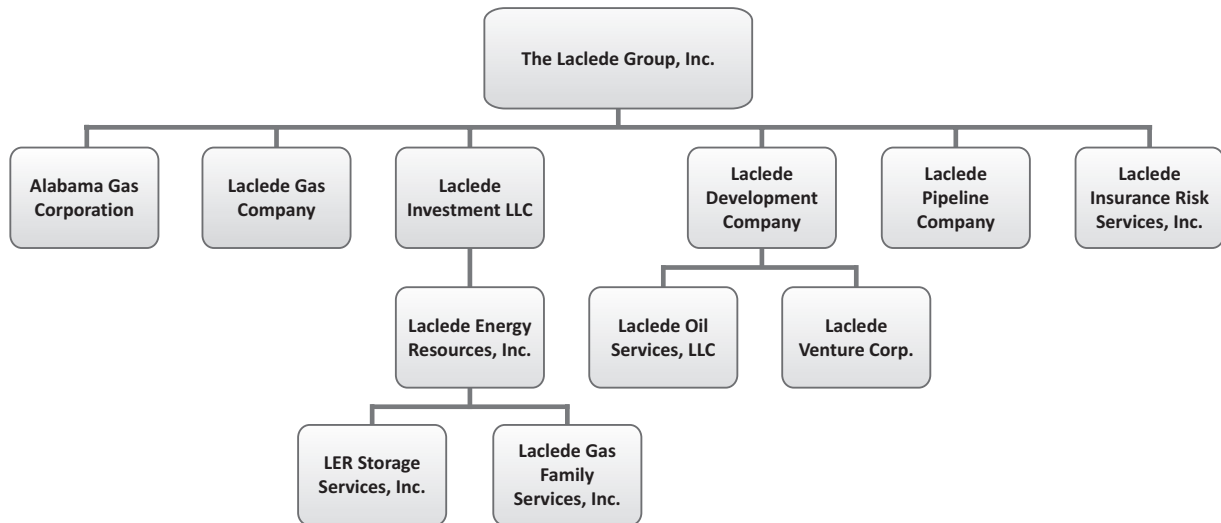 The Laclede Group, Inc.
Alabama Gas
Corporation
Laclede Gas
Company
Laclede
Investment LLC
Laclede
Development
Company
Laclede
Pipeline
Company
Laclede
Insurance Risk
Services, Inc.
Laclede Energy
Resources, Inc.
Laclede Oil
Services, LLC
Laclede
Venture Corp.
LER Storage
Services, Inc.
Laclede Gas
Family
Services, Inc.